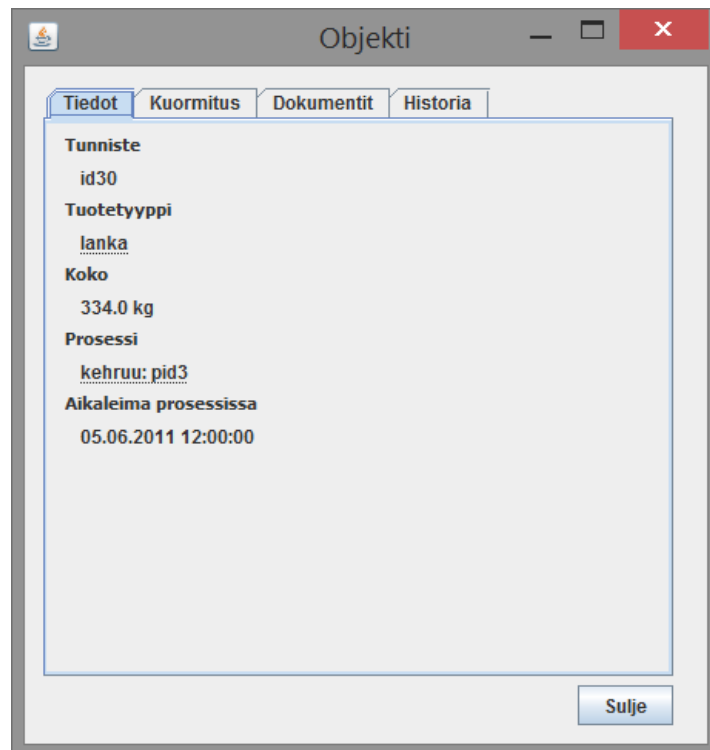 Objekti
Tiedot Kuormitus Dokumentit Historia
Tunniste
id30
Tuotetyyppi
lanka
Koko
334.0 kg
Prosessi
kehruu: pid3
Aikaleima prosessissa
05.06.2011 12:00:00
Sulje